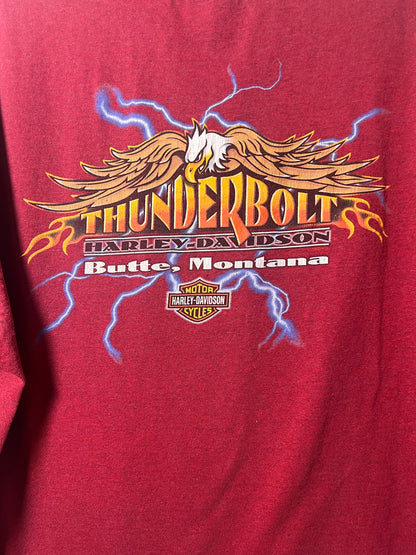 THUNDERBOLT
HARLEY-DAVIDSON
Butte, Montana
MOTOR
HARLEY-DAVIDSON
CYCLES